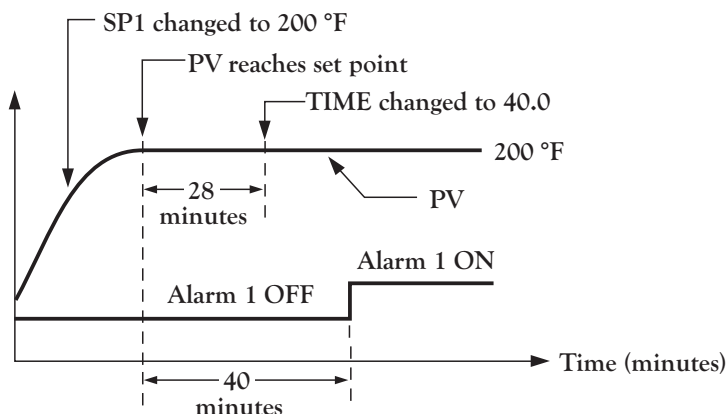 SP1 changed to 200 °F
PV reaches set point
TIME changed to 40.0
200 °F
28
minutes
PV
Alarm 1 ON
Alarm 1 OFF
Time (minutes)
40
minutes